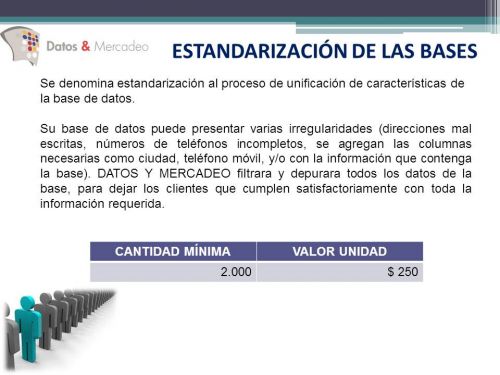 Datos & Mercadeo
ESTANDARIZACIÓN DE LAS BASES
Se denomina estandarización al proceso de unificación de características de
la base de datos.
Su base de datos puede presentar varias irregularidades (direcciones mal
escritas, números de teléfonos incompletos, se agregan las columnas
necesarias como ciudad, teléfono móvil, y/o con la información que contenga
la base). DATOS Y MERCADEO filtrara y depurara todos los datos de la
base, para dejar los clientes que cumplen satisfactoriamente con toda la
información requerida.
CANTIDAD MÍNIMA VALOR UNIDAD
2.000 $ 250